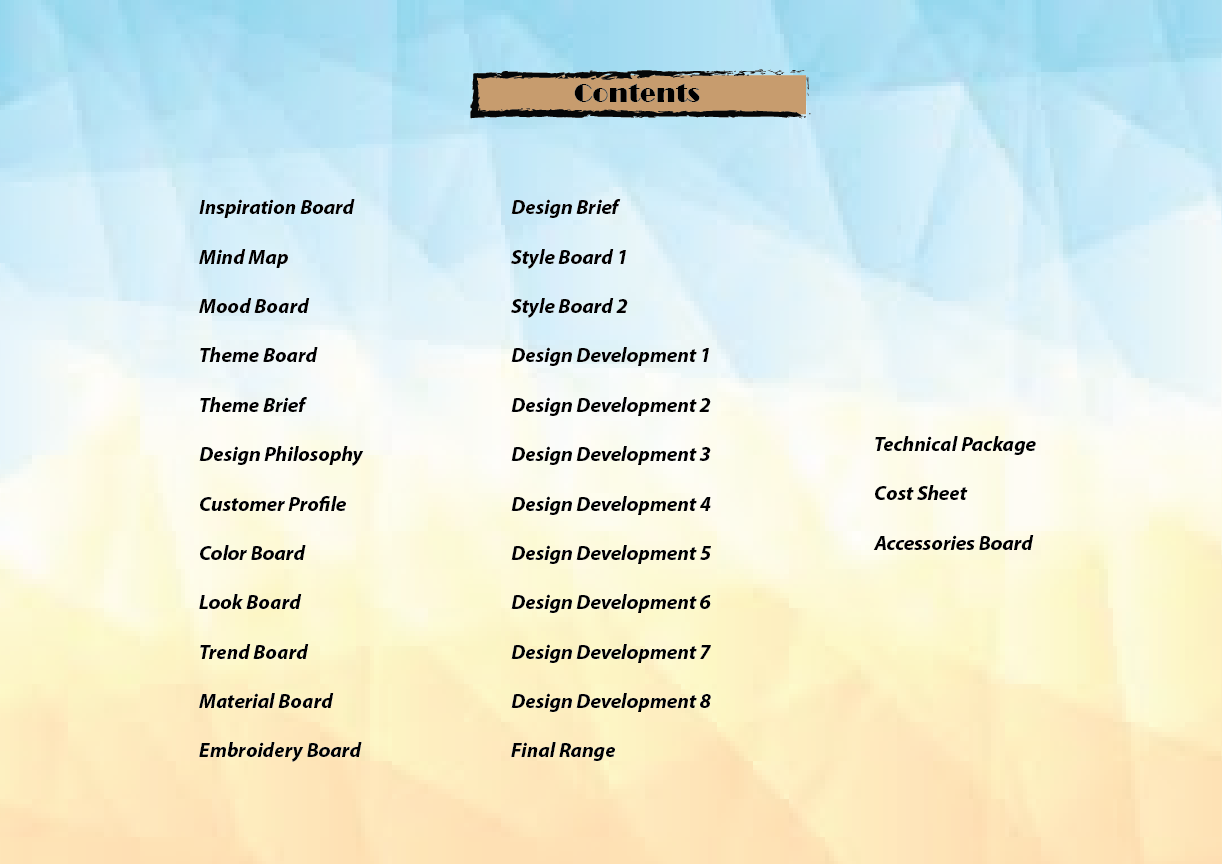 Contents
Inspiration Board
Mind Map
Mood Board
Theme Board
Theme Brief
Design Philosophy
Customer Profile
Color Board
Look Board
Trend Board
Material Board
Embroidery Board
Design Brief
Style Board 1
Style Board 2
Design Development 1
Design Development 2
Design Development 3
Design Development 4
Design Development 5
Design Development 6
Design Development 7
Design Development 8
Final Range
Technical Package
Cost Sheet
Accessories Board